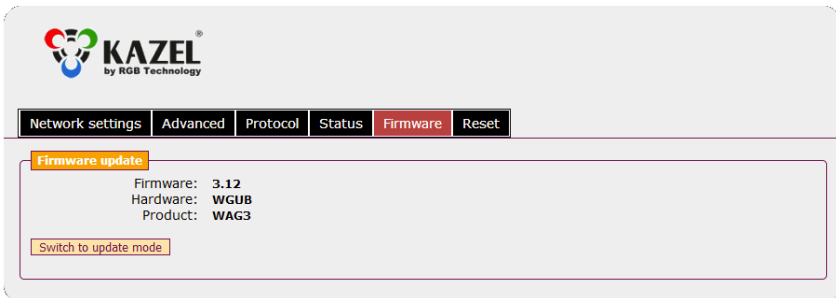 KAZEL®
by RGB Technology
Network settings Advanced Protocol Status Firmware Reset
Firmware update
Firmware: 3.12
Hardware: WGUB
Product: WAG3
Switch to update mode